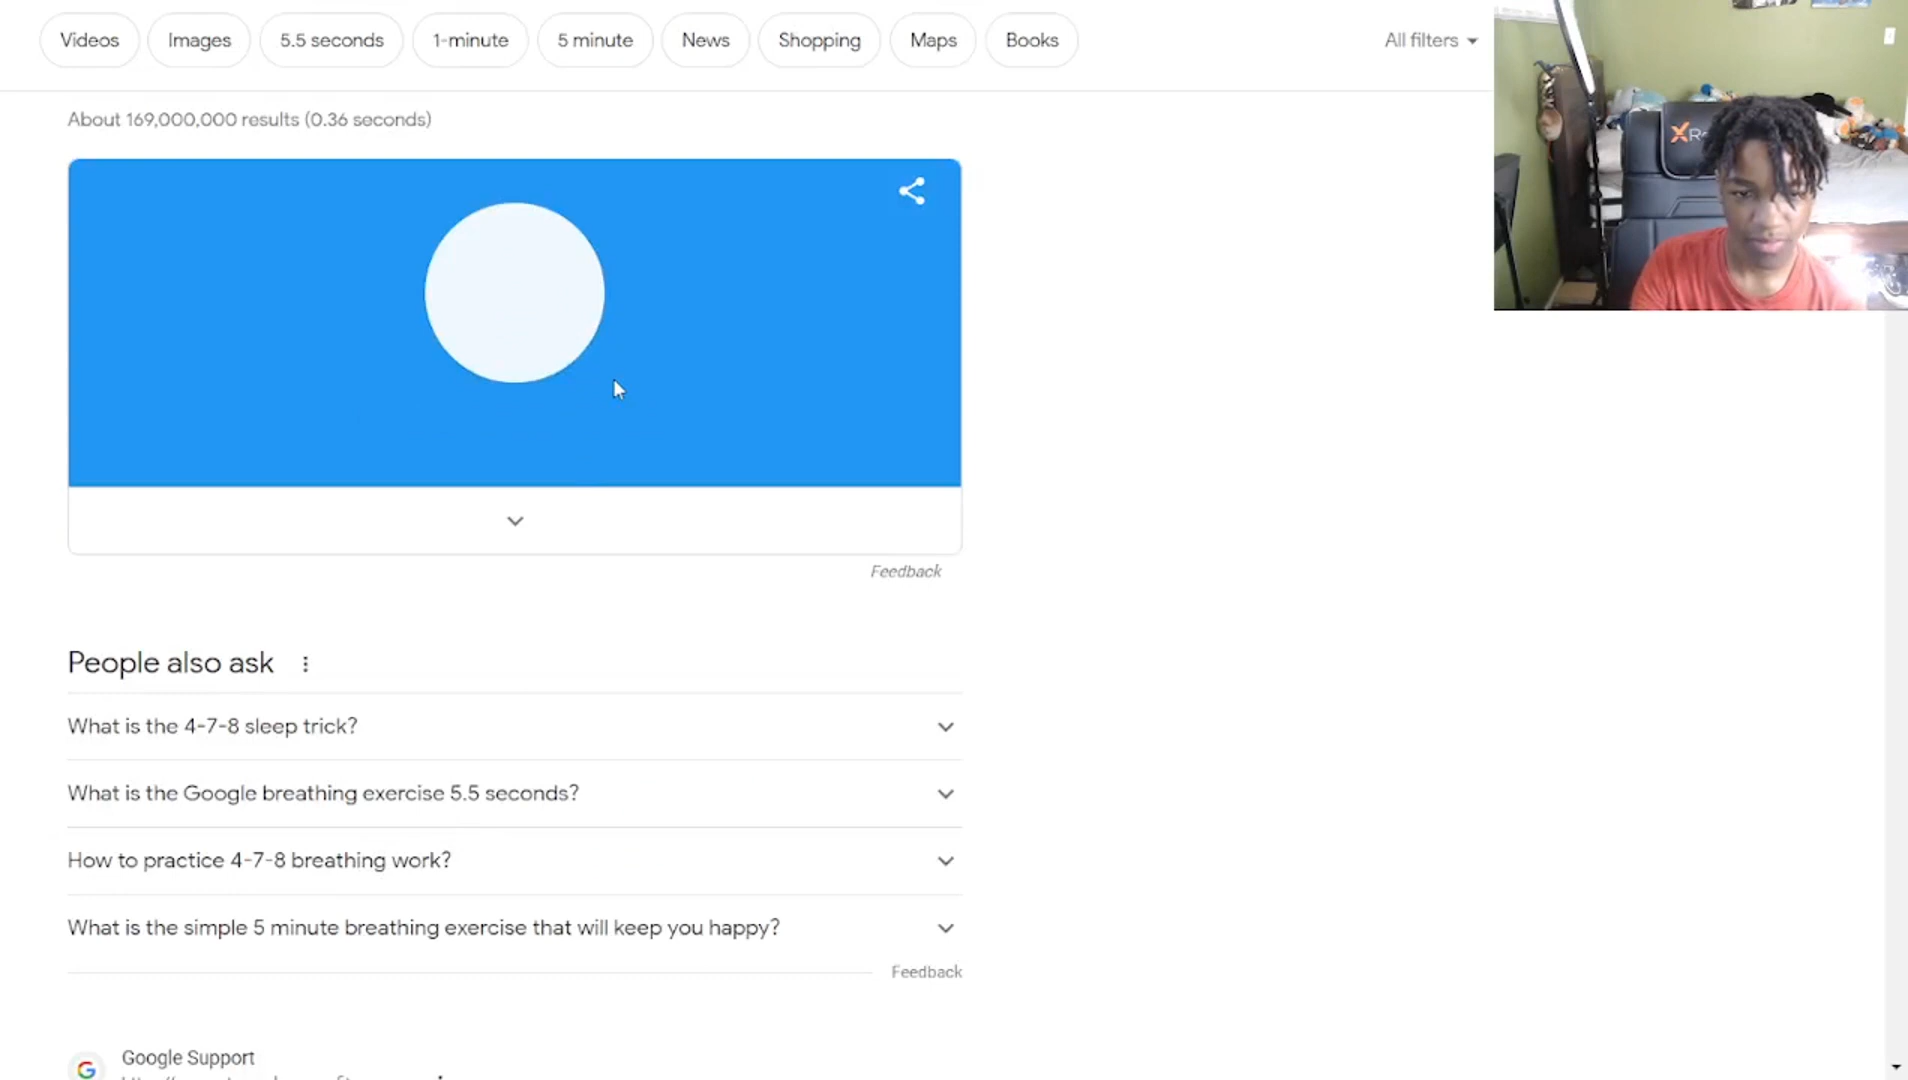 Videos
Images
5.5 seconds
1-minute
5 minute
News
Shopping
Maps
Books
All filters
About 169,000,000 results (0.36 seconds)
Feedback
People also ask
What is the 4-7-8 sleep trick?
What is the Google breathing exercise 5.5 seconds?
How to practice 4-7-8 breathing work?
What is the simple 5 minute breathing exercise that will keep you happy?
Feedback
Google Support